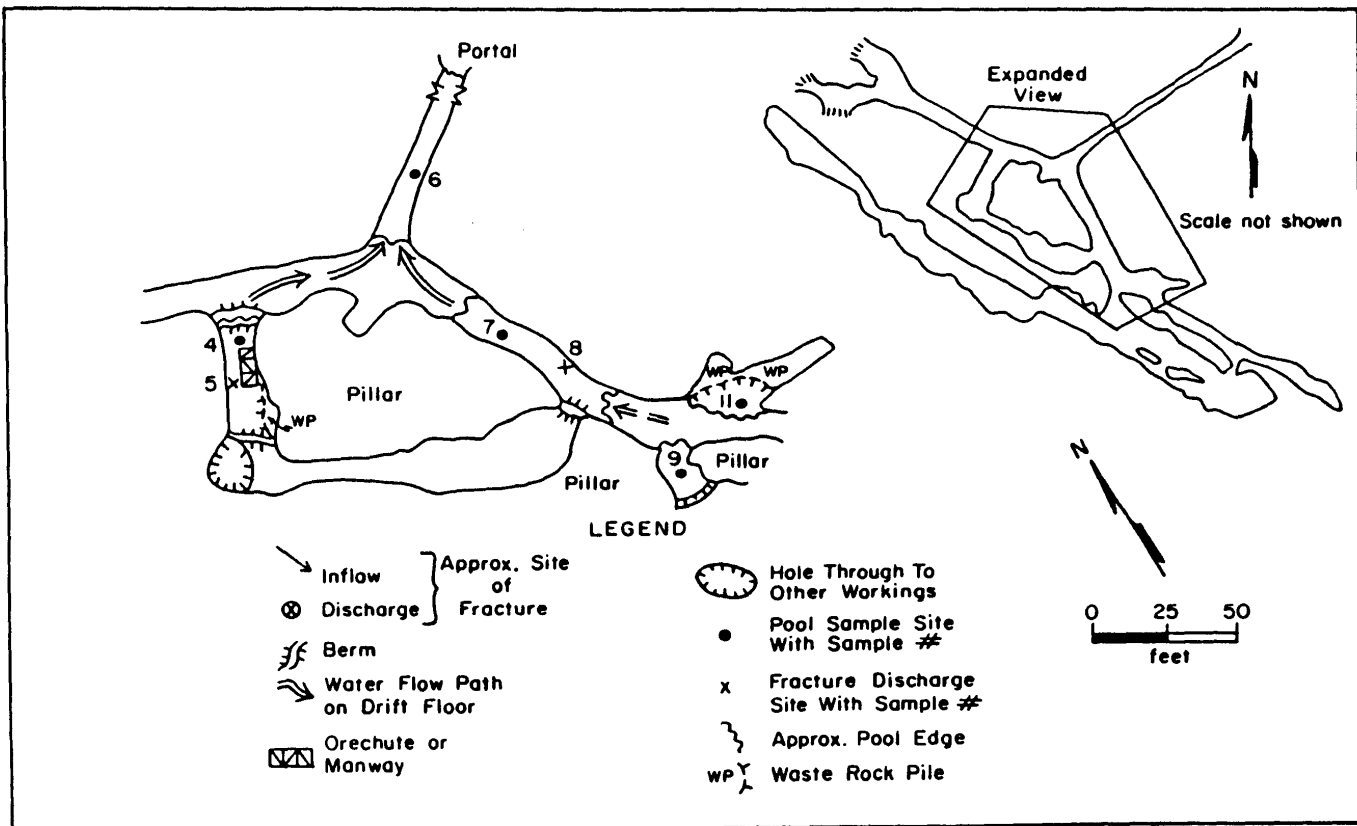 Portal
6
7
8
4
5
Pillar
WP
WP
WP
11
9
Pillar
Pillar
Expanded
View
N
Scale not shown
N
0 25 50
feet
LEGEND
Inflow
Discharge
Approx. Site
of
Fracture
Berm
Water Flow Path
on Drift Floor
Orechute or
Manway
Hole Through To
Other Workings
Pool Sample Site
With Sample #
x Fracture Discharge
Site With Sample #
Approx. Pool Edge
WP Waste Rock Pile